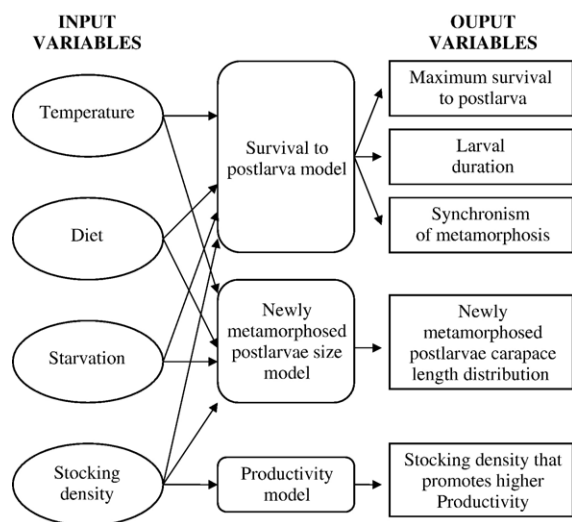 INPUT
VARIABLES
OUPUT
VARIABLES
Temperature
Diet
Starvation
Stocking
density
Survival to
postlarva model
Newly
metamorphosed
postlarvae size
model
Productivity
model
Maximum survival
to postlarva
Larval
duration
Synchronism
of metamorphosis
Newly
metamorphosed
postlarvae carapace
length distribution
Stocking density that
promotes higher
Productivity